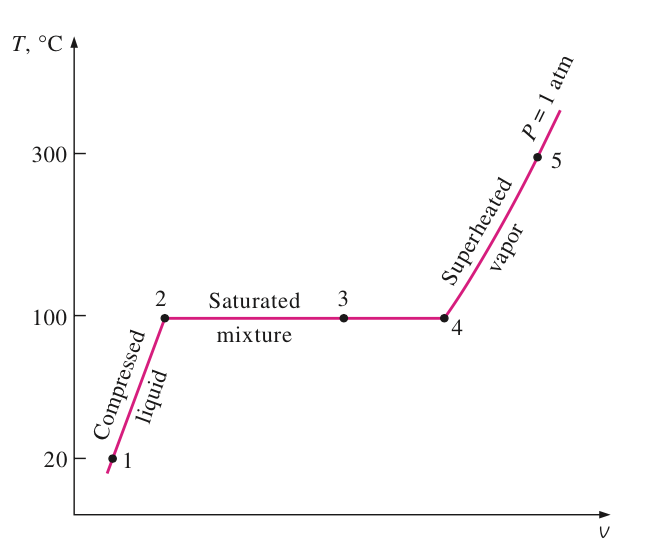 T, °C
P = 1 atm
300
5
Superheated
vapor
2
Saturated
3
100
mixture
4
Compressed
liquid
20
1
v